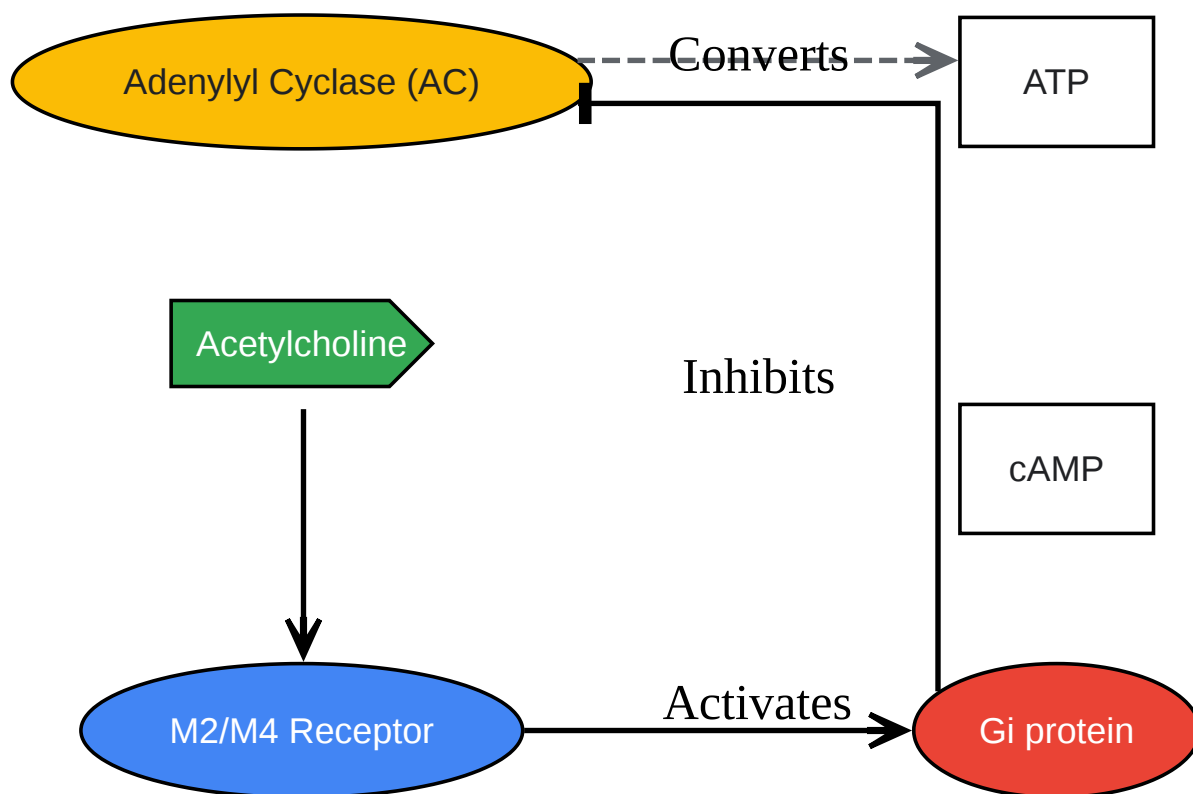 Adenylyl Cyclase (AC)
Converts
ATP
Acetylcholine
Inhibits
cAMP
M2/M4 Receptor
Activates
Gi protein